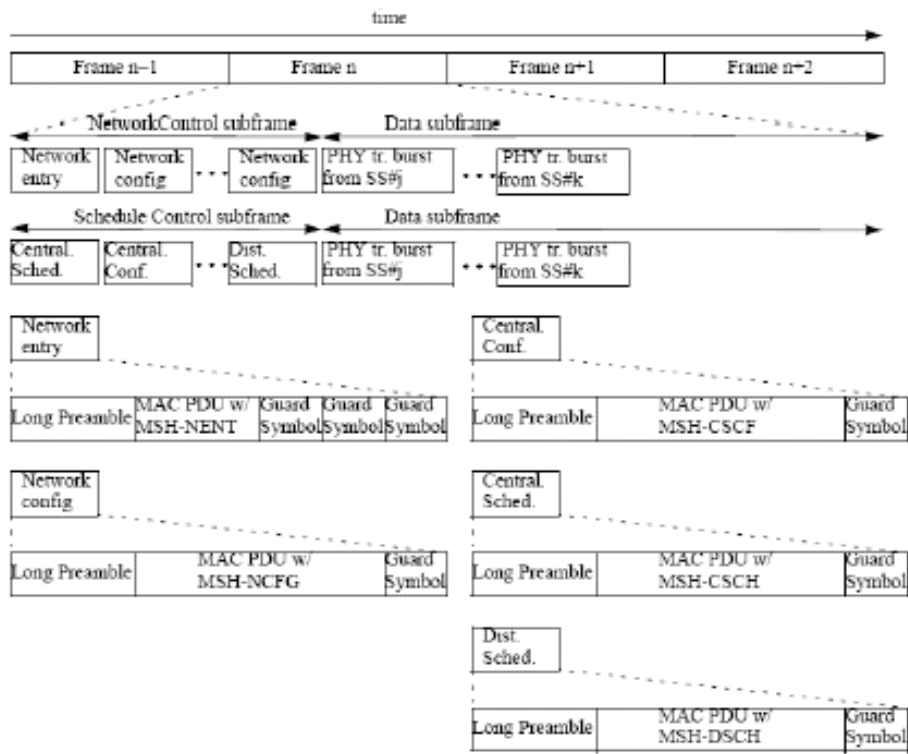 time
Frame n-1 Frame n Frame n+1 Frame n+2
NetworkControl subframe Data subframe
Network entry Network config ... Network config PHY tr. burst from SS#j ... PHY tr. burst from SS#k
Schedule Control subframe Data subframe
Central. Sched. Central. Conf. ... Dist. Sched. PHY tr. burst from SS#j ... PHY tr. burst from SS#k
Network entry
Central. Conf.
Long Preamble MAC PDU w/ MSH-NENT Guard Symbol Guard Symbol Guard Symbol
Long Preamble MAC PDU w/ MSH-CSCF Guard Symbol
Network config
Central. Sched.
Long Preamble MAC PDU w/ MSH-NCFG Guard Symbol
Long Preamble MAC PDU w/ MSH-CSCH Guard Symbol
Dist. Sched.
Long Preamble MAC PDU w/ MSH-DSCH Guard Symbol